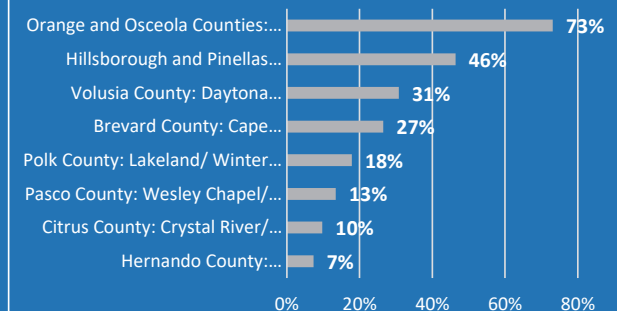 Orange and Osceola Counties:... 73%
Hillsborough and Pinellas... 46%
Volusia County: Daytona... 31%
Brevard County: Cape... 27%
Polk County: Lakeland/ Winter... 18%
Pasco County: Wesley Chapel/... 13%
Citrus County: Crystal River/... 10%
Hernando County:... 7%
0% 20% 40% 60% 80%